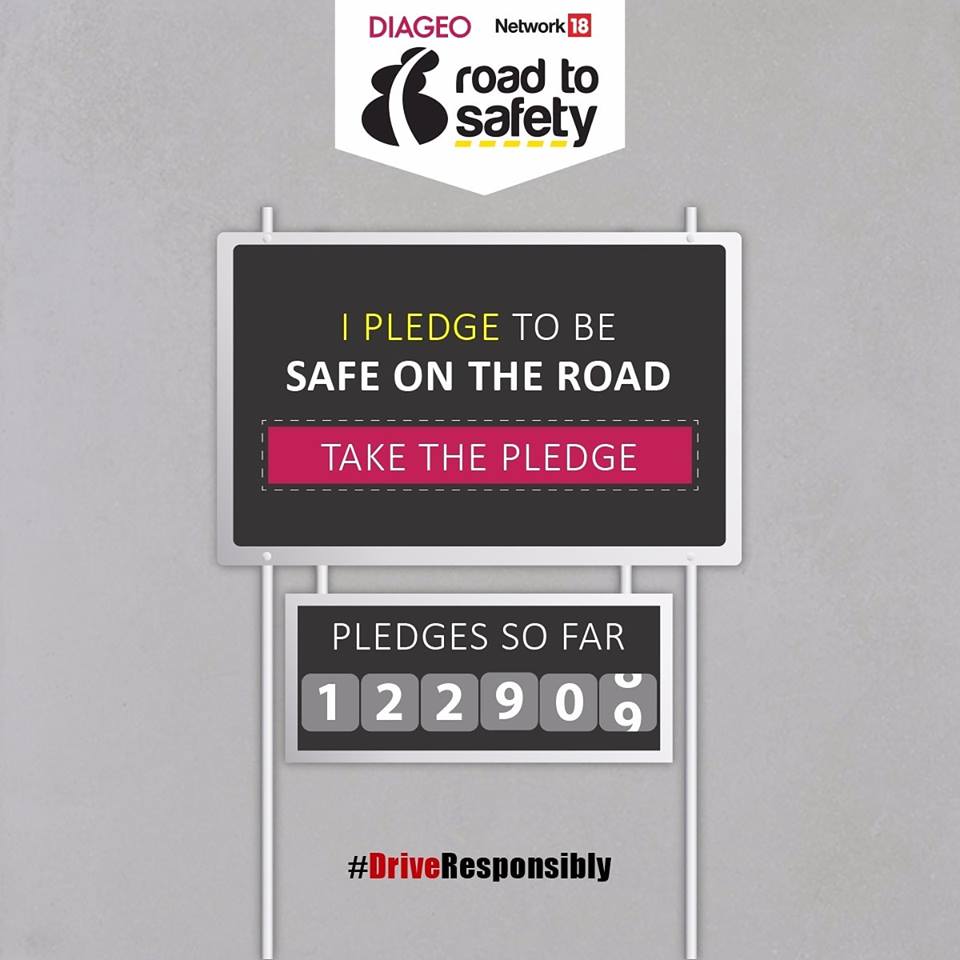 DIAGEO Network18
road to
safety
I PLEDGE TO BE
SAFE ON THE ROAD
TAKE THE PLEDGE
PLEDGES SO FAR
122909
#DriveResponsibly